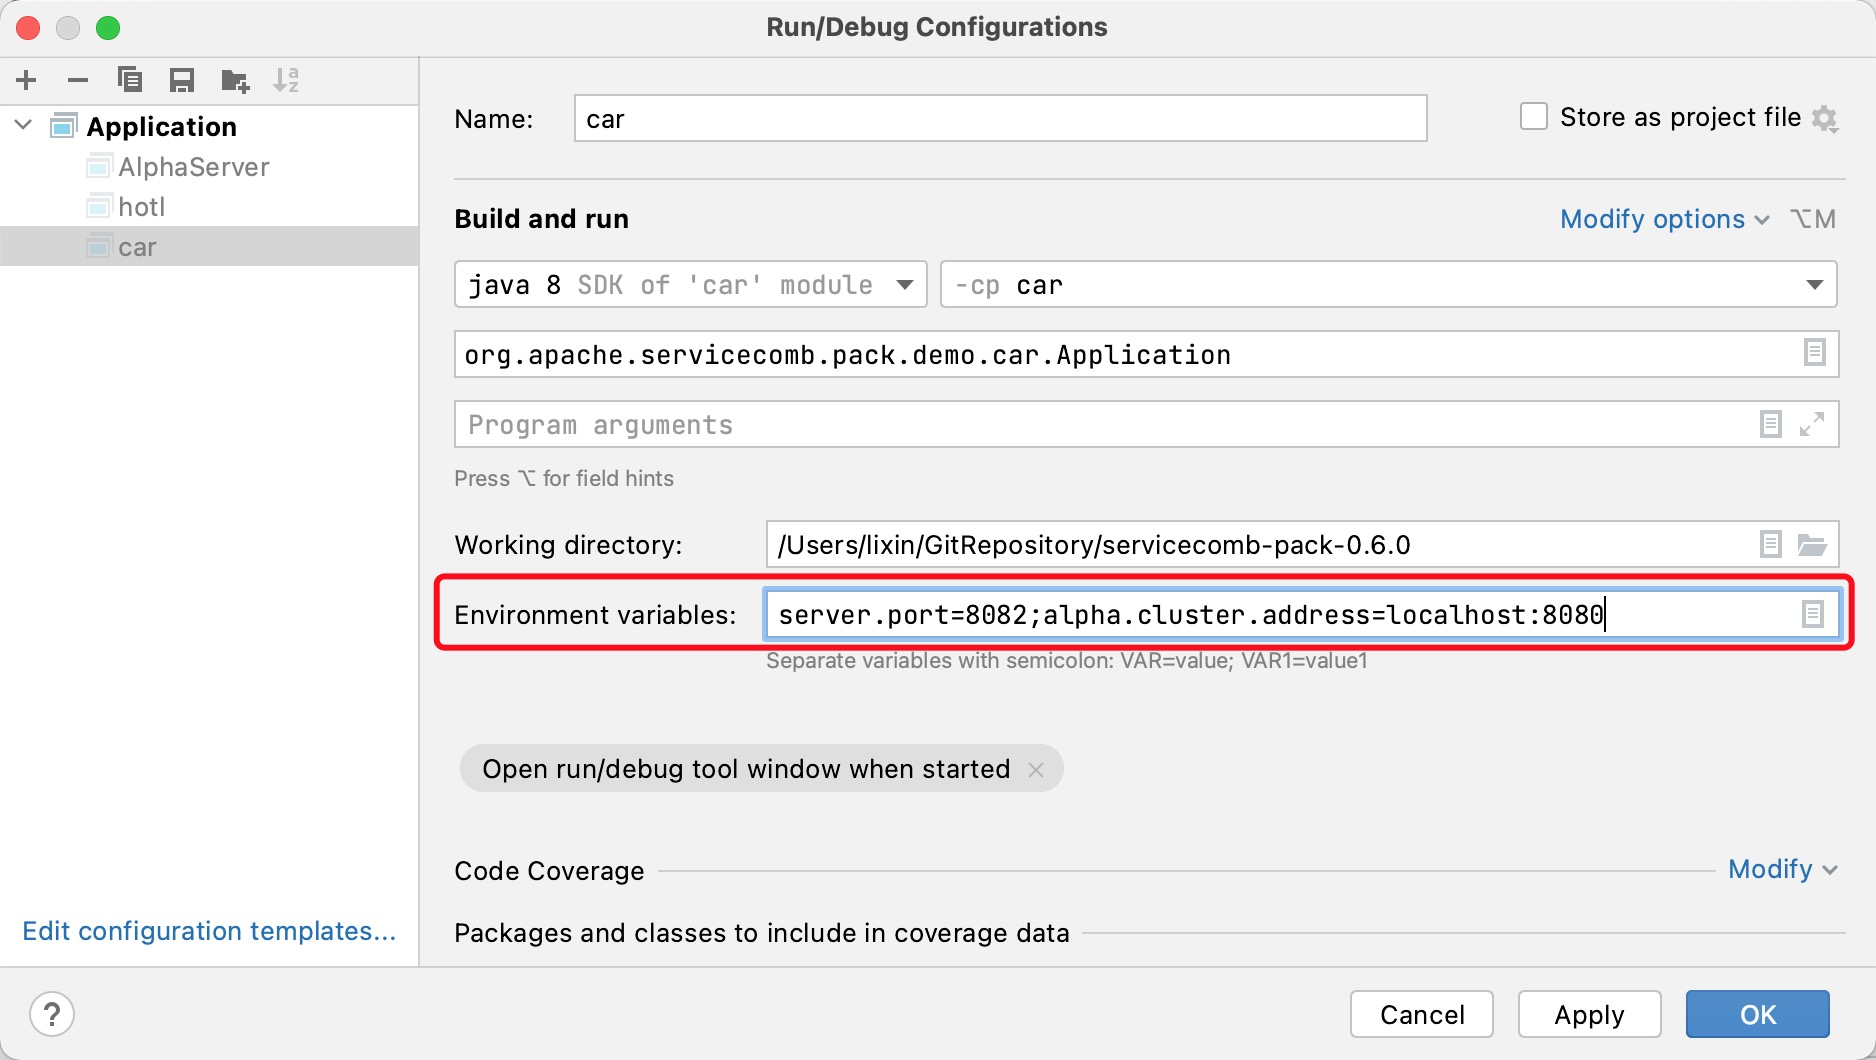 Run/Debug Configurations
Application
AlphaServer
hotl
car
Edit configuration templates...
Name: car
Store as project file
Build and run
Modify options ⌥M
java 8 SDK of 'car' module
-cp car
org.apache.servicecomb.pack.demo.car.Application
Program arguments
Press ⌥ for field hints
Working directory: /Users/lixin/GitRepository/servicecomb-pack-0.6.0
Environment variables: server.port=8082;alpha.cluster.address=localhost:8080
Separate variables with semicolon: VAR=value; VAR1=value1
Open run/debug tool window when started ×
Code Coverage
Modify
Packages and classes to include in coverage data
?
Cancel
Apply
OK